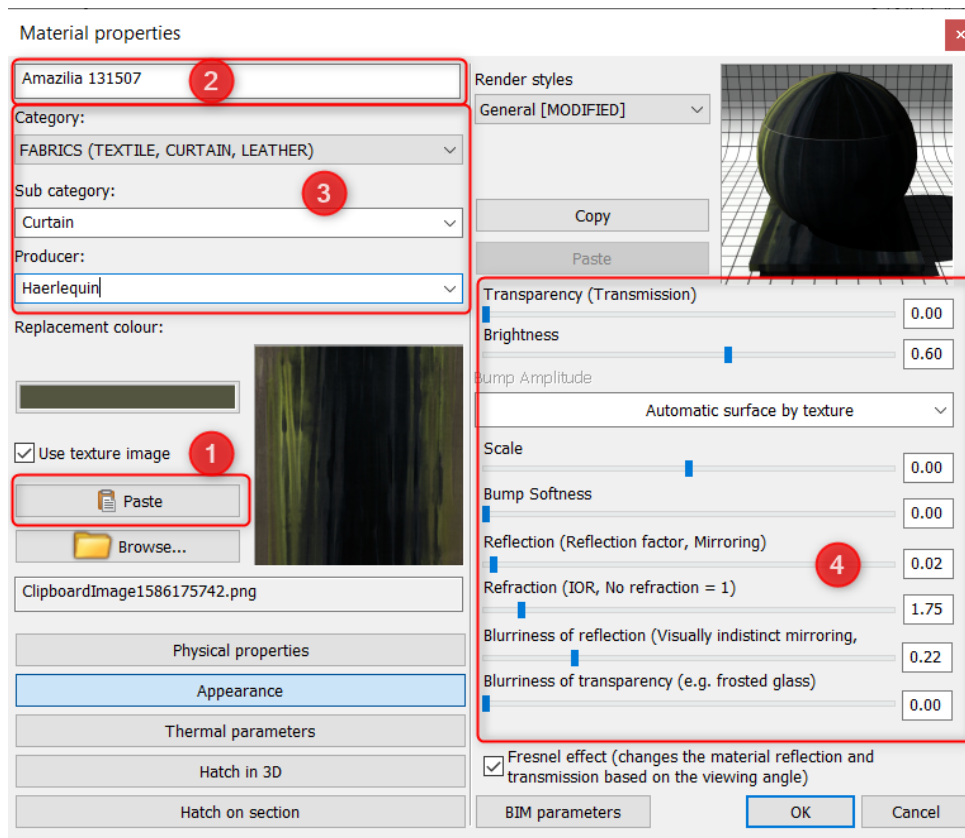 Material properties
Amazilia 131507
2
Category:
FABRICS (TEXTILE, CURTAIN, LEATHER)
Sub category:
3
Curtain
Producer:
Haerlequin
Replacement colour:
Use texture image
1
Paste
Browse...
ClipboardImage1586175742.png
Physical properties
Appearance
Thermal parameters
Hatch in 3D
Hatch on section
Render styles
General [MODIFIED]
Copy
Paste
Transparency (Transmission)
0.00
Brightness
0.60
Bump Amplitude
Automatic surface by texture
Scale
0.00
Bump Softness
0.00
Reflection (Reflection factor, Mirroring)
0.02
4
Refraction (IOR, No refraction = 1)
1.75
Blurriness of reflection (Visually indistinct mirroring,
0.22
Blurriness of transparency (e.g. frosted glass)
0.00
Fresnel effect (changes the material reflection and
transmission based on the viewing angle)
BIM parameters
OK
Cancel